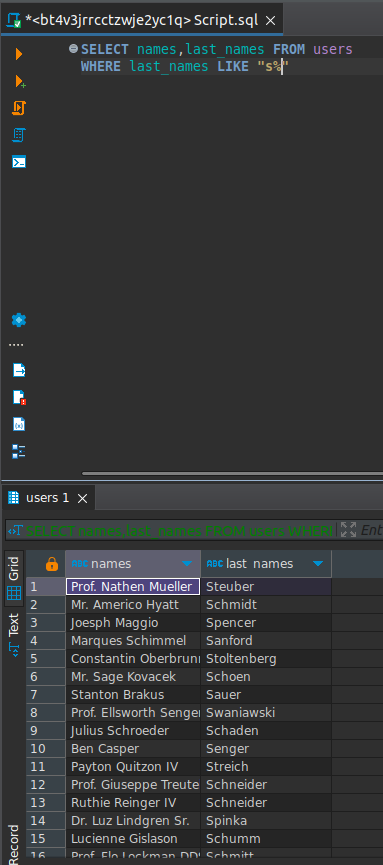 *<bt4v3jrrcctzwje2yc1q> Script.sql
SELECT names,last_names FROM users
WHERE last_names LIKE "s%"
users 1
SELECT names,last_names FROM users WHERE
Grid
Text
Record
names last_names
1 Prof. Nathen Mueller Steuber
2 Mr. Americo Hyatt Schmidt
3 Joesph Maggio Spencer
4 Marques Schimmel Sanford
5 Constantin Oberbrunn Stoltenberg
6 Mr. Sage Kovacek Schoen
7 Stanton Brakus Sauer
8 Prof. Ellsworth Senger Swaniawski
9 Julius Schroeder Schaden
10 Ben Casper Senger
11 Payton Quitzon IV Streich
12 Prof. Giuseppe Treute Schneider
13 Ruthie Reinger IV Schneider
14 Dr. Luz Lindgren Sr. Spinka
15 Lucienne Gislason Schumm
16 Prof. Flo Lockman DDS Schmitt